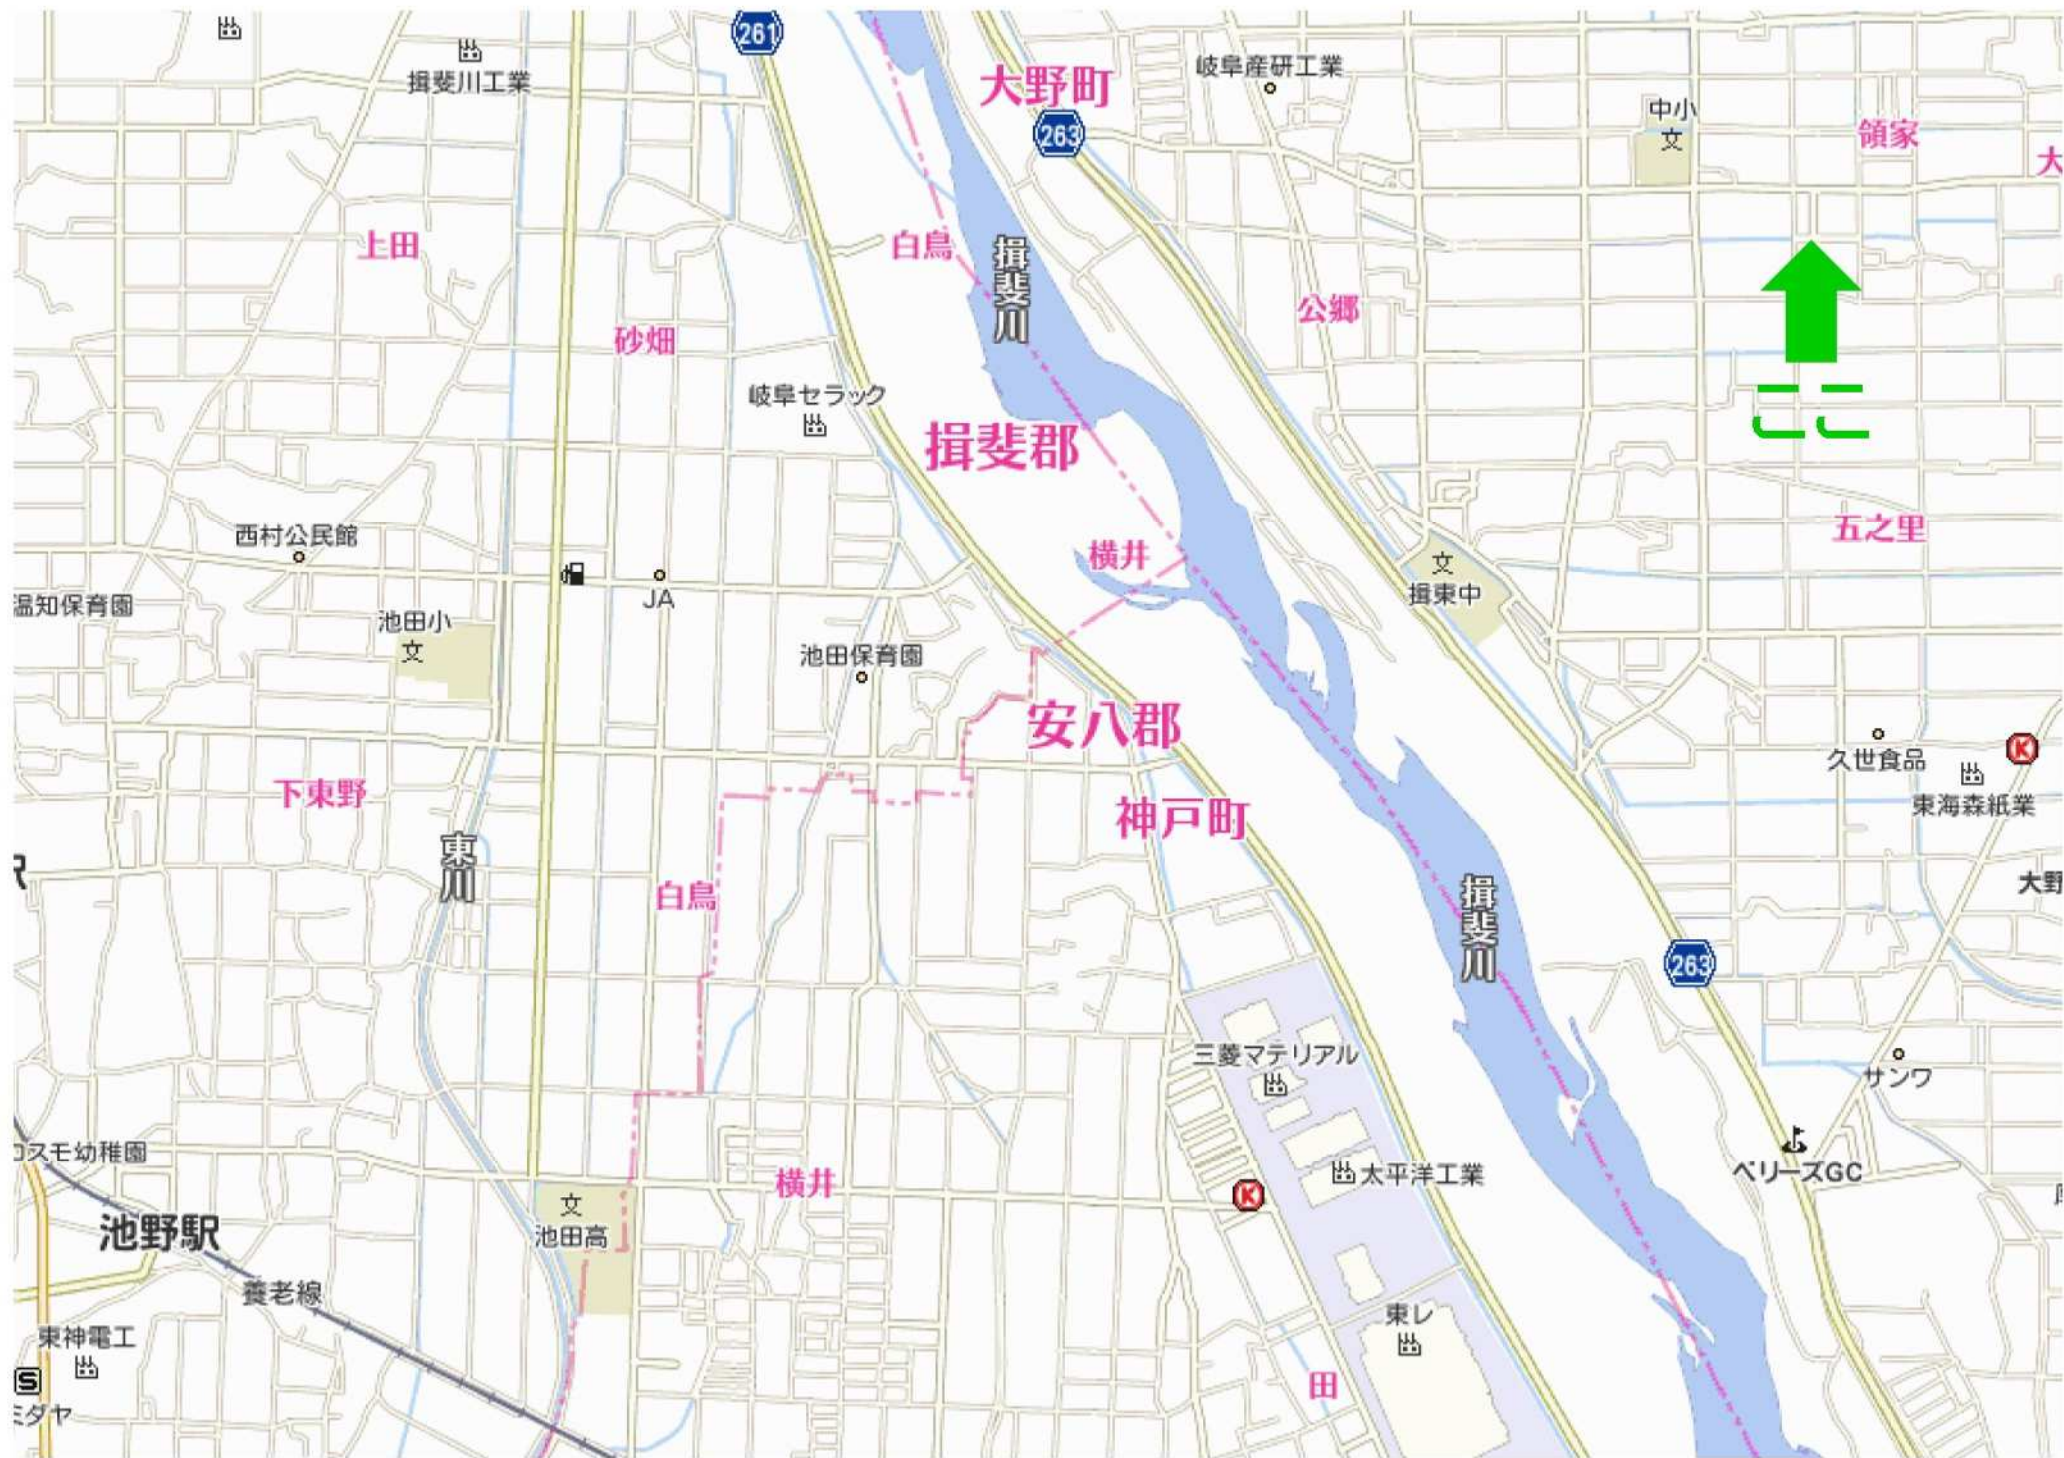 261
揖斐川工業
大野町
岐阜産研工業
263
中小
文
領家
大
上田
白鳥
揖斐川
公郷
砂畑
岐阜セラック
揖斐郡
ここ
五之里
西村公民館
横井
文
揖東中
温知保育園
JA
池田小
文
池田保育園
安八郡
久世食品
K
下東野
神戸町
東海森紙業
東川
大野
白鳥
揖斐川
263
三菱マテリアル
サンワ
コスモ幼稚園
ベリーズGC
太平洋工業
横井
K
文
池田高
池野駅
養老線
東レ
東神電工
S
ミダヤ
田